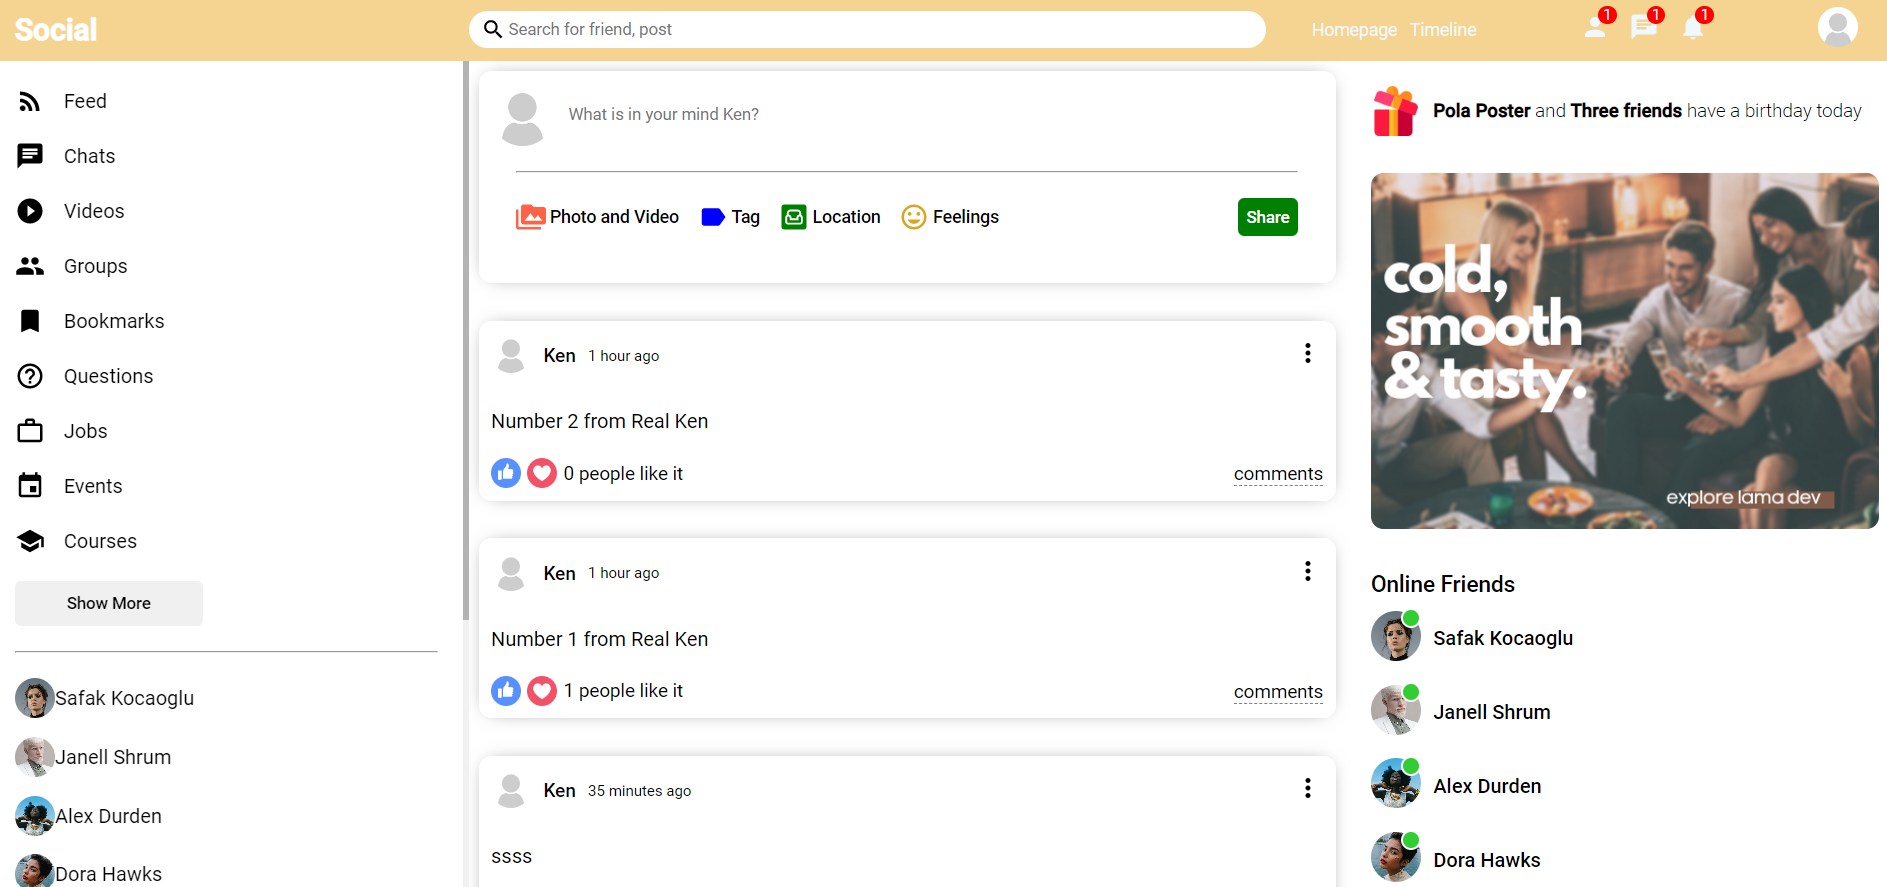 Social
Search for friend, post
Homepage Timeline
1
1
1
Feed
Chats
Videos
Groups
Bookmarks
Questions
Jobs
Events
Courses
Show More
Safak Kocaoglu
Janell Shrum
Alex Durden
Dora Hawks
What is in your mind Ken?
Photo and Video
Tag
Location
Feelings
Share
Ken 1 hour ago
Number 2 from Real Ken
0 people like it
comments
Ken 1 hour ago
Number 1 from Real Ken
1 people like it
comments
Ken 35 minutes ago
ssss
Pola Poster and Three friends have a birthday today
cold,
smooth
& tasty.
explore lama dev
Online Friends
Safak Kocaoglu
Janell Shrum
Alex Durden
Dora Hawks